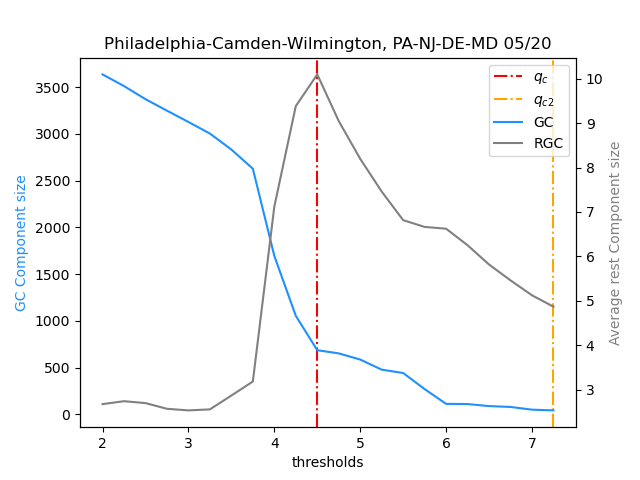 Philadelphia-Camden-Wilmington, PA-NJ-DE-MD 05/20
q_c
q_{c2}
GC
RGC
3500
3000
2500
2000
1500
1000
500
0
GC Component size
10
9
8
7
6
5
4
3
Average rest Component size
2 3 4 5 6 7
thresholds